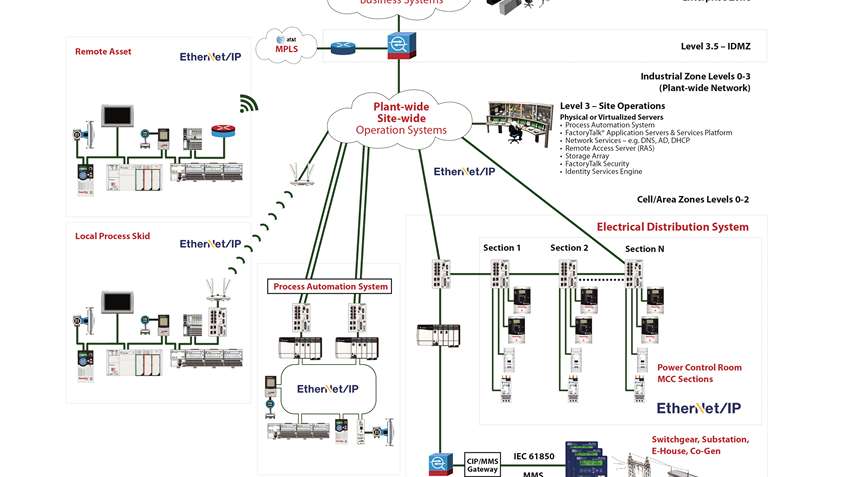 Business Systems
Enterprise Zone
Remote Asset
EtherNet/IP
at&t
MPLS
Level 3.5 – IDMZ
Industrial Zone Levels 0-3
(Plant-wide Network)
Plant-wide
Site-wide
Operation Systems
Level 3 – Site Operations
Physical or Virtualized Servers
• Process Automation System
• FactoryTalk® Application Servers & Services Platform
• Network Services – e.g. DNS, AD, DHCP
• Remote Access Server (RAS)
• Storage Array
• FactoryTalk Security
• Identity Services Engine
EtherNet/IP
Cell/Area Zones Levels 0-2
Local Process Skid
EtherNet/IP
Electrical Distribution System
Section 1
Section 2
Section N
Process Automation System
EtherNet/IP
Power Control Room
MCC Sections
EtherNet/IP
Switchgear, Substation,
E-House, Co-Gen
CIP/MMS
Gateway
IEC 61850
MMS